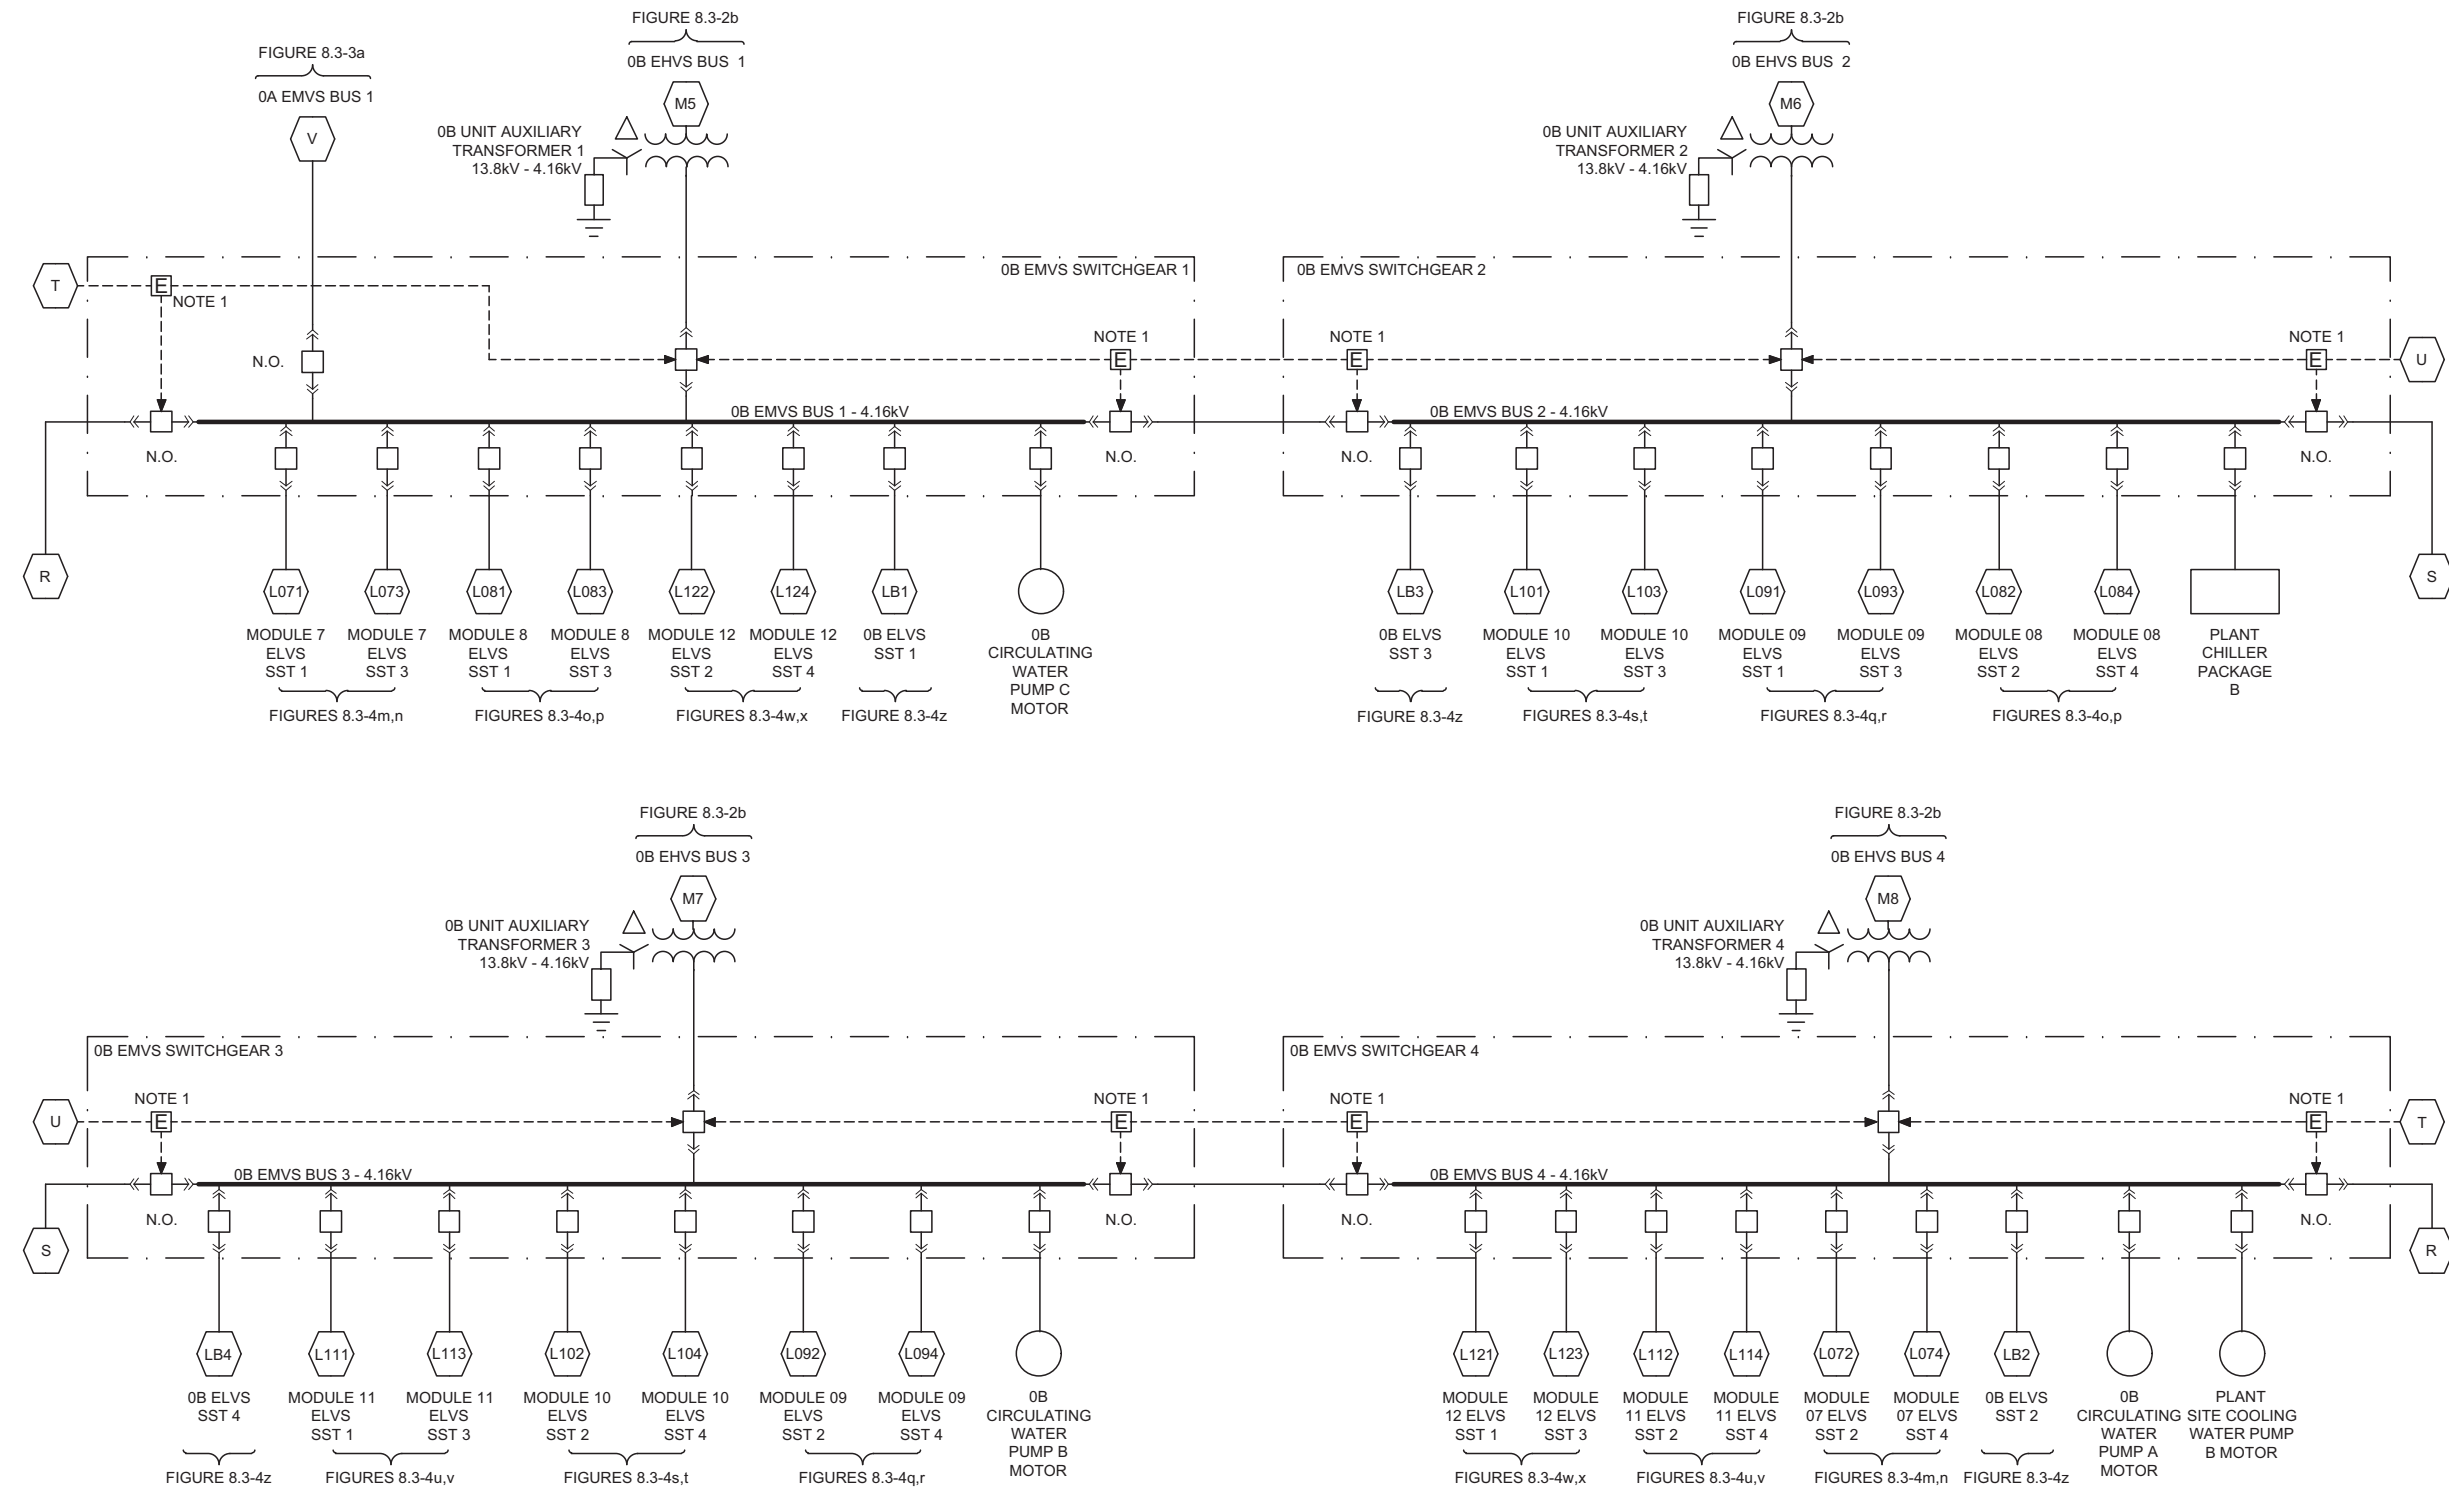 FIGURE 8.3-2b
FIGURE 8.3-2b
FIGURE 8.3-3a
0B EHVS BUS 1
0B EHVS BUS 2
0A EMVS BUS 1
M5
M6
V
0B UNIT AUXILIARY
TRANSFORMER 1
13.8kV - 4.16kV
0B UNIT AUXILIARY
TRANSFORMER 2
13.8kV - 4.16kV
0B EMVS SWITCHGEAR 1
0B EMVS SWITCHGEAR 2
T
E
NOTE 1
NOTE 1
NOTE 1
NOTE 1
N.O.
E
E
E
U
0B EMVS BUS 1 - 4.16kV
0B EMVS BUS 2 - 4.16kV
N.O.
N.O.
N.O.
N.O.
R
L071
L073
L081
L083
L122
L124
LB1
LB3
L101
L103
L091
L093
L082
L084
S
MODULE 7
ELVS
SST 1
MODULE 7
ELVS
SST 3
MODULE 8
ELVS
SST 1
MODULE 8
ELVS
SST 3
MODULE 12
ELVS
SST 2
MODULE 12
ELVS
SST 4
0B ELVS
SST 1
0B
CIRCULATING
WATER
PUMP C
MOTOR
0B ELVS
SST 3
MODULE 10
ELVS
SST 1
MODULE 10
ELVS
SST 3
MODULE 09
ELVS
SST 1
MODULE 09
ELVS
SST 3
MODULE 08
ELVS
SST 2
MODULE 08
ELVS
SST 4
PLANT
CHILLER
PACKAGE
B
FIGURES 8.3-4m,n
FIGURES 8.3-4o,p
FIGURES 8.3-4w,x
FIGURE 8.3-4z
FIGURE 8.3-4z
FIGURES 8.3-4s,t
FIGURES 8.3-4q,r
FIGURES 8.3-4o,p
FIGURE 8.3-2b
FIGURE 8.3-2b
0B EHVS BUS 3
0B EHVS BUS 4
M7
M8
0B UNIT AUXILIARY
TRANSFORMER 3
13.8kV - 4.16kV
0B UNIT AUXILIARY
TRANSFORMER 4
13.8kV - 4.16kV
0B EMVS SWITCHGEAR 3
0B EMVS SWITCHGEAR 4
NOTE 1
NOTE 1
NOTE 1
NOTE 1
U
E
E
E
E
T
0B EMVS BUS 3 - 4.16kV
0B EMVS BUS 4 - 4.16kV
N.O.
N.O.
N.O.
N.O.
S
R
LB4
L111
L113
L102
L104
L092
L094
L121
L123
L112
L114
L072
L074
LB2
0B ELVS
SST 4
MODULE 11
ELVS
SST 1
MODULE 11
ELVS
SST 3
MODULE 10
ELVS
SST 2
MODULE 10
ELVS
SST 4
MODULE 09
ELVS
SST 2
MODULE 09
ELVS
SST 4
0B
CIRCULATING
WATER
PUMP B
MOTOR
MODULE
12 ELVS
SST 1
MODULE
12 ELVS
SST 3
MODULE
11 ELVS
SST 2
MODULE
11 ELVS
SST 4
MODULE
07 ELVS
SST 2
MODULE
07 ELVS
SST 4
0B ELVS
SST 2
0B
CIRCULATING
WATER
PUMP A
MOTOR
PLANT
SITE COOLING
WATER PUMP
B MOTOR
FIGURE 8.3-4z
FIGURES 8.3-4u,v
FIGURES 8.3-4s,t
FIGURES 8.3-4q,r
FIGURES 8.3-4w,x
FIGURES 8.3-4u,v
FIGURES 8.3-4m,n
FIGURE 8.3-4z